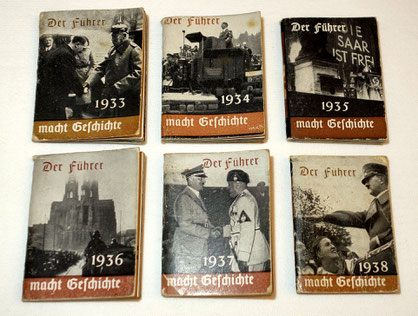 Der Führer
1933
macht Geschichte
Der Führer
1934
macht Geschichte
Der Führer
DIE
SAAR
IST FREI
1935
macht Geschichte
Der Führer
1936
macht Geschichte
Der Führer
1937
macht Geschichte
Der Führer
1938
macht Geschichte